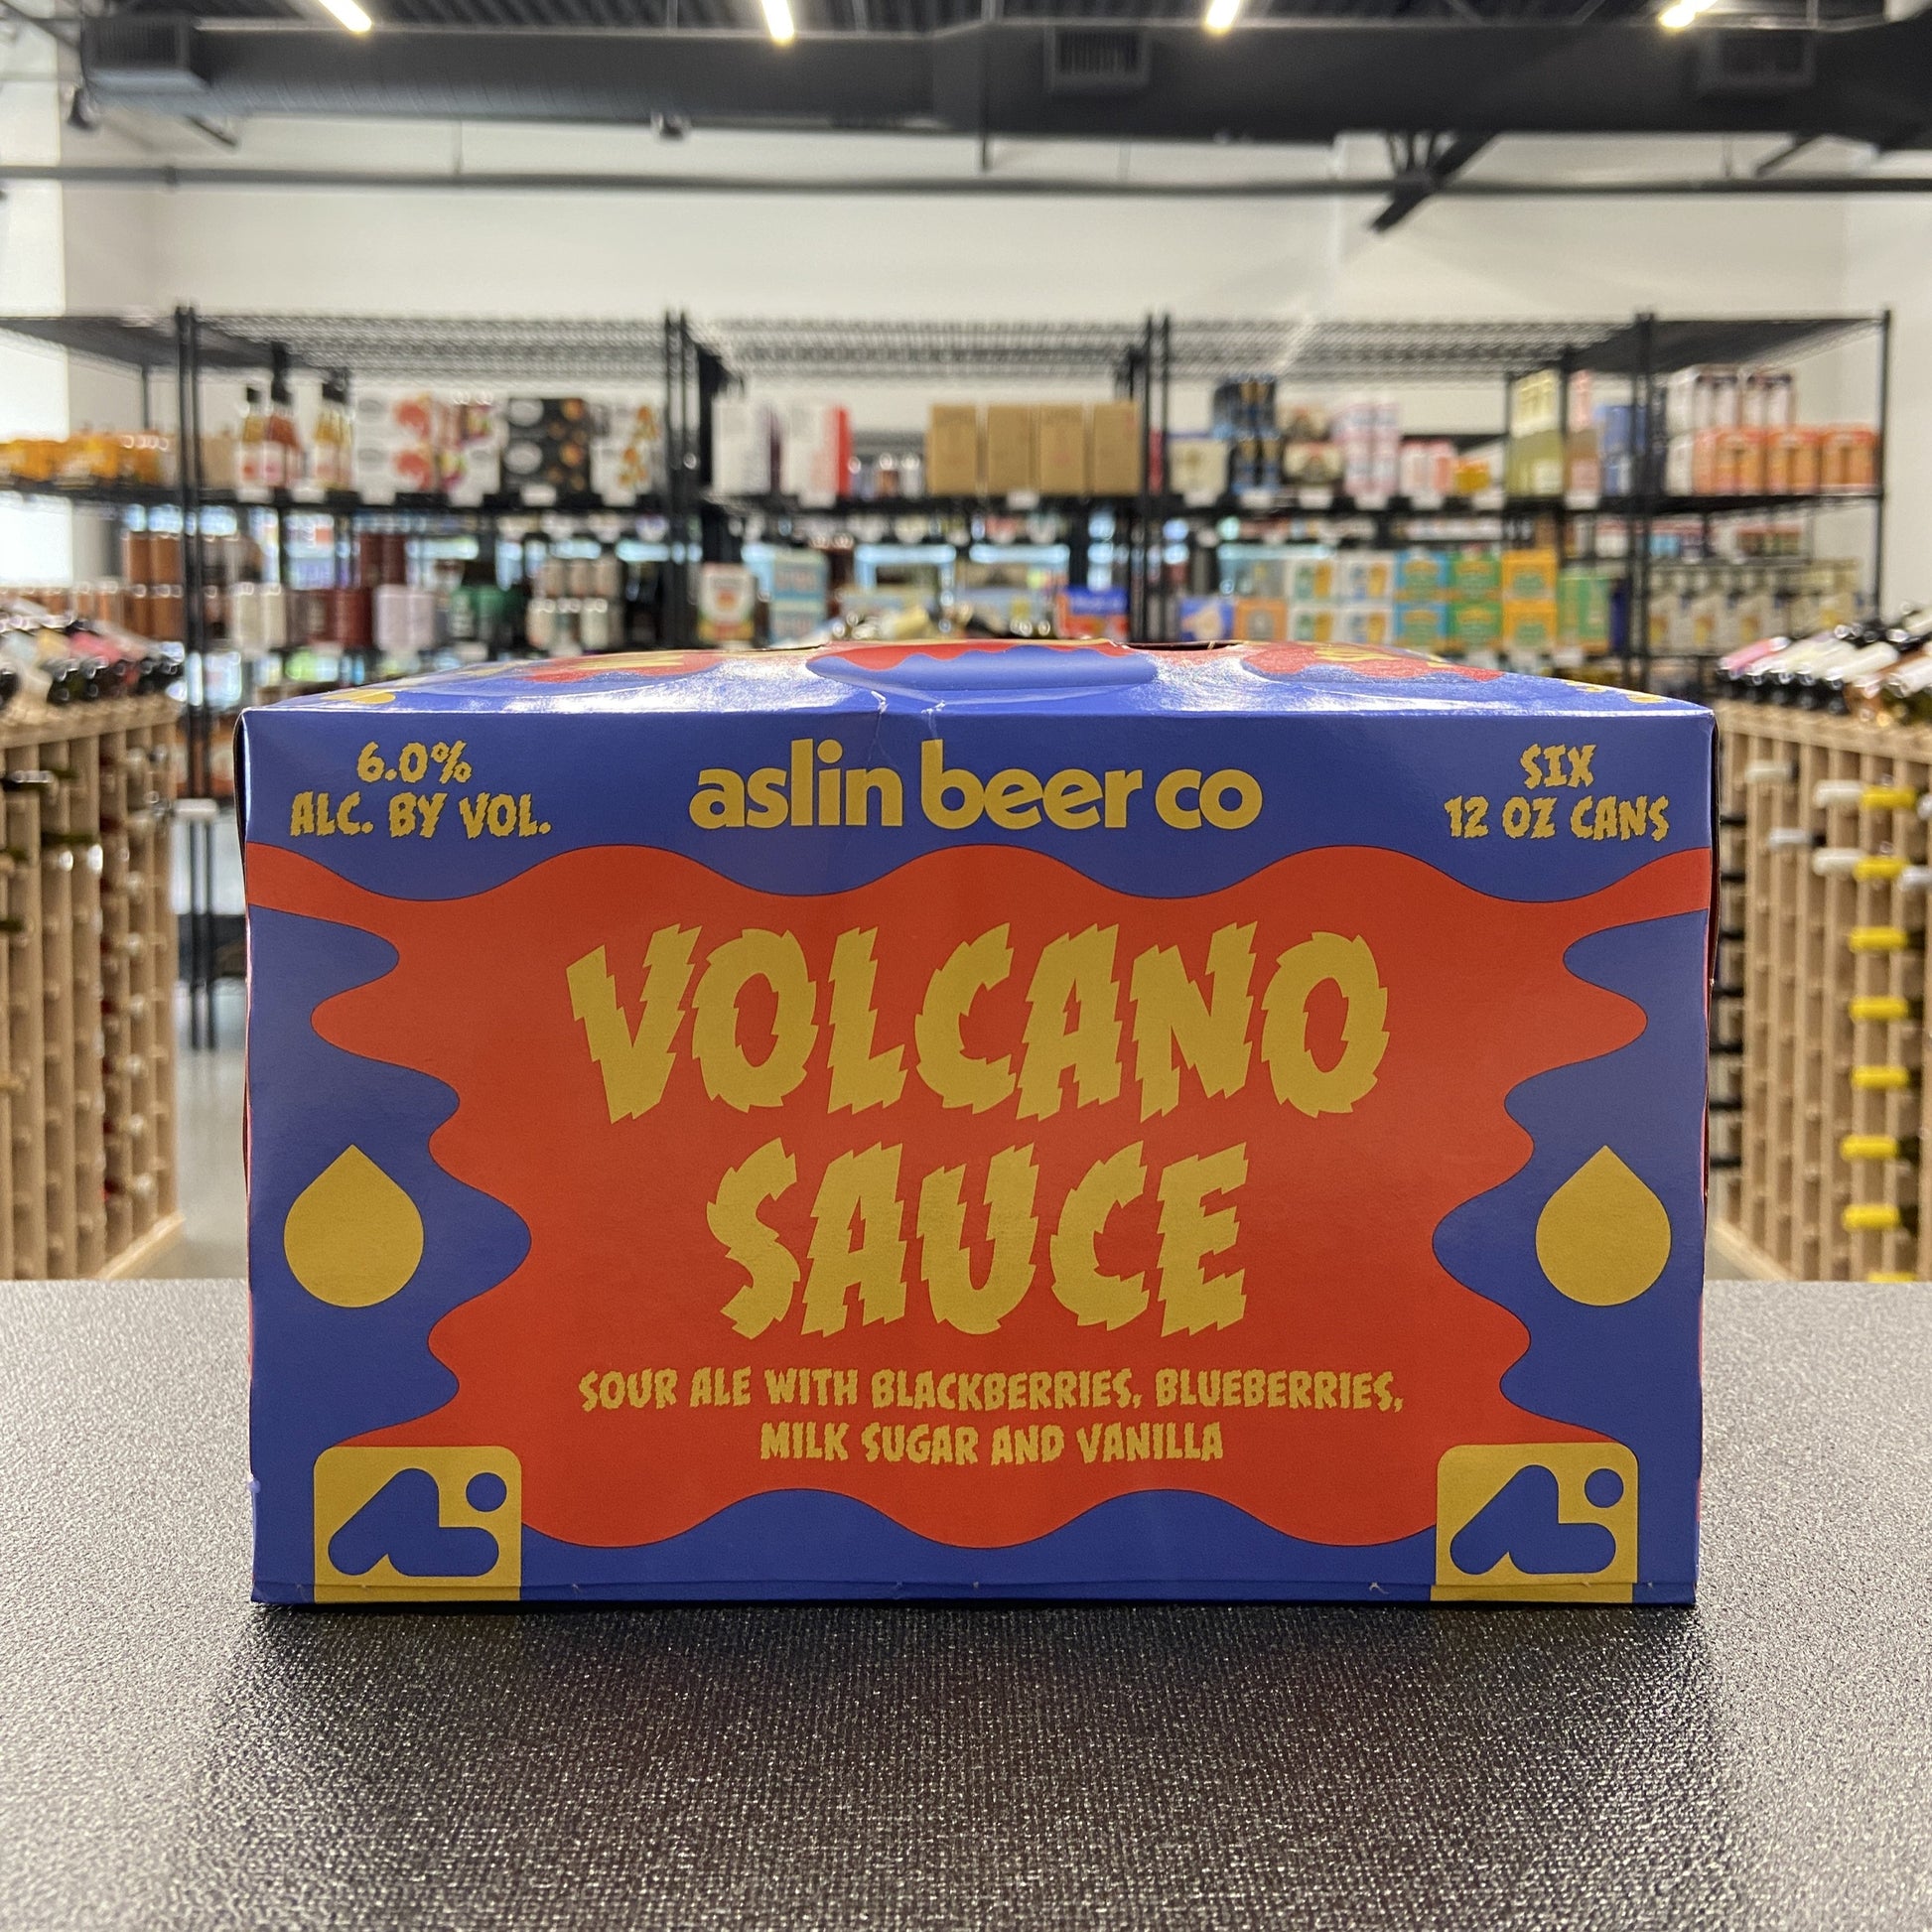 6.0%
ALC. BY VOL.
aslin beer co
SIX
12 OZ CANS
VOLCANO
SAUCE
SOUR ALE WITH BLACKBERRIES, BLUEBERRIES,
MILK SUGAR AND VANILLA